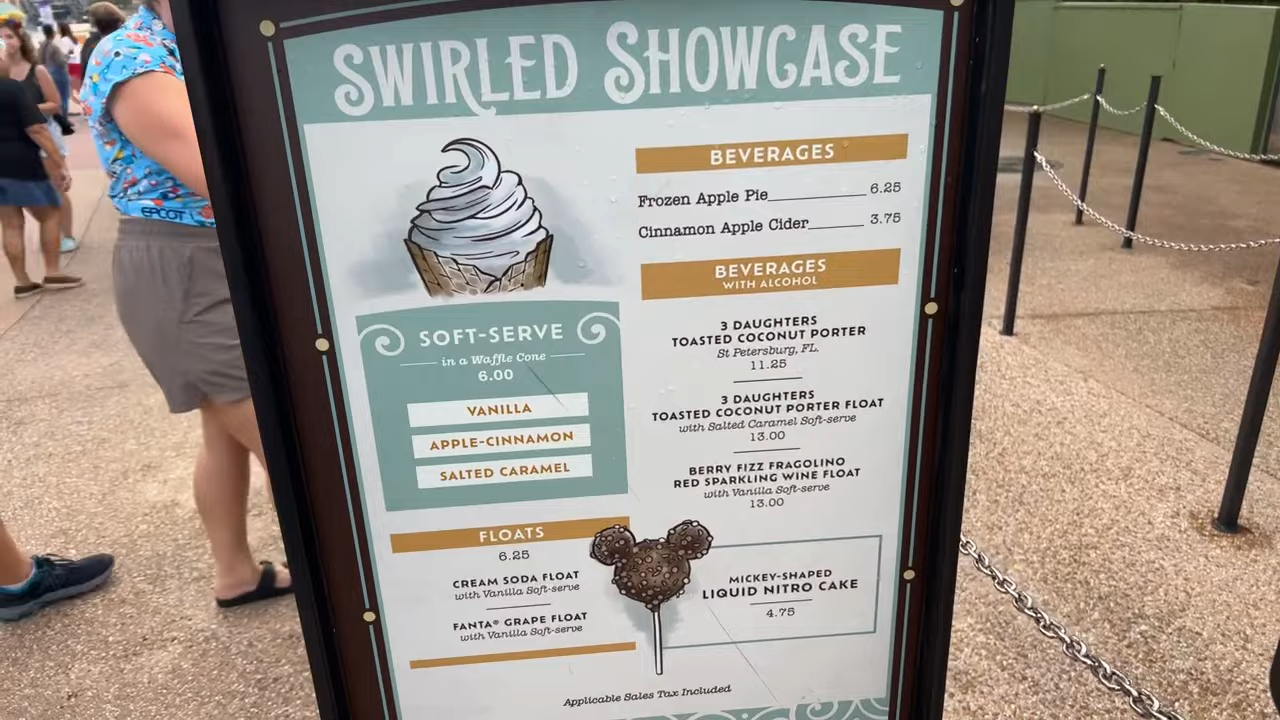 SWIRLED SHOWCASE
SOFT-SERVE
in a Waffle Cone
6.00
VANILLA
APPLE-CINNAMON
SALTED CARAMEL
FLOATS
6.25
CREAM SODA FLOAT
with Vanilla Soft-serve
FANTA® GRAPE FLOAT
with Vanilla Soft-serve
BEVERAGES
Frozen Apple Pie 6.25
Cinnamon Apple Cider 3.75
BEVERAGES
WITH ALCOHOL
3 DAUGHTERS
TOASTED COCONUT PORTER
St Petersburg, FL.
11.25
3 DAUGHTERS
TOASTED COCONUT PORTER FLOAT
with Salted Caramel Soft-serve
13.00
BERRY FIZZ FRAGOLINO
RED SPARKLING WINE FLOAT
with Vanilla Soft-serve
13.00
MICKEY-SHAPED
LIQUID NITRO CAKE
4.75
Applicable Sales Tax Included
EPCOT